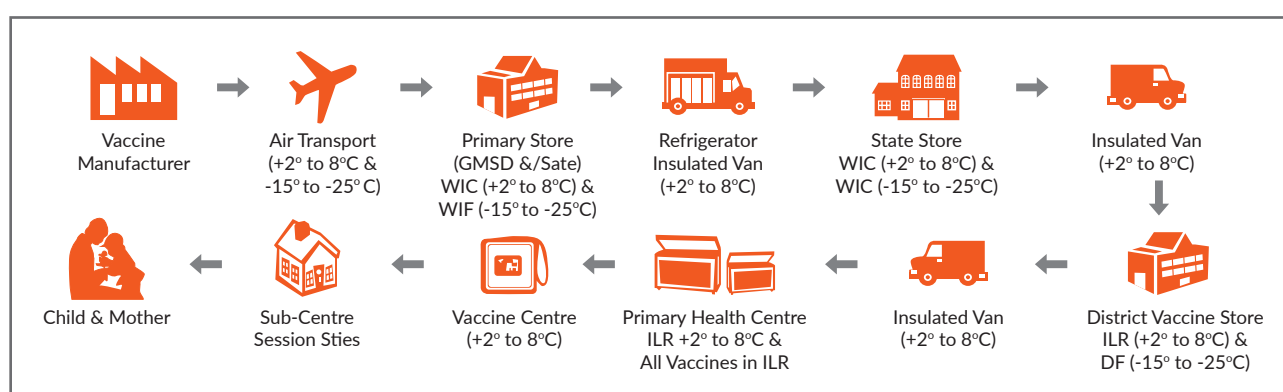 Vaccine
Manufacturer
Air Transport
(+2° to 8°C &
-15° to -25° C)
Primary Store
(GMSD &/Sate)
WIC (+2° to 8°C) &
WIF (-15° to -25°C)
Refrigerator
Insulated Van
(+2° to 8°C)
State Store
WIC (+2° to 8°C) &
WIC (-15° to -25°C)
Insulated Van
(+2° to 8°C)
Child & Mother
Sub-Centre
Session Sties
Vaccine Centre
(+2° to 8°C)
Primary Health Centre
ILR +2° to 8°C &
All Vaccines in ILR
Insulated Van
(+2° to 8°C)
District Vaccine Store
ILR (+2° to 8°C) &
DF (-15° to -25°C)